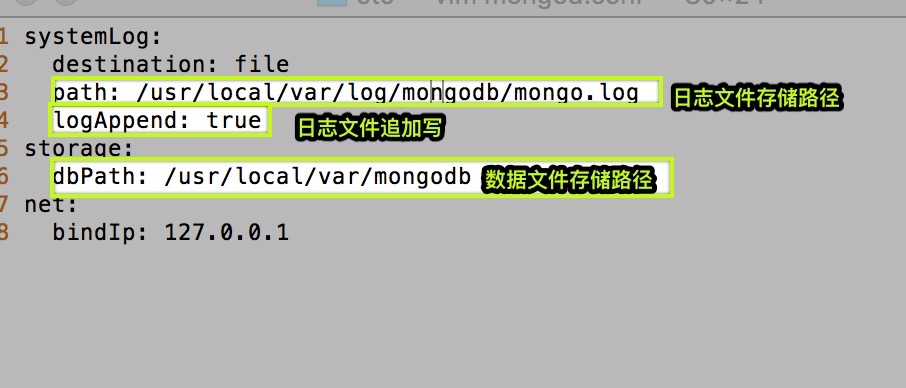 1 systemLog:
2   destination: file
3   path: /usr/local/var/log/mongodb/mongo.log 日志文件存储路径
4   logAppend: true 日志文件追加写
5 storage:
6   dbPath: /usr/local/var/mongodb 数据文件存储路径
7 net:
8   bindIp: 127.0.0.1